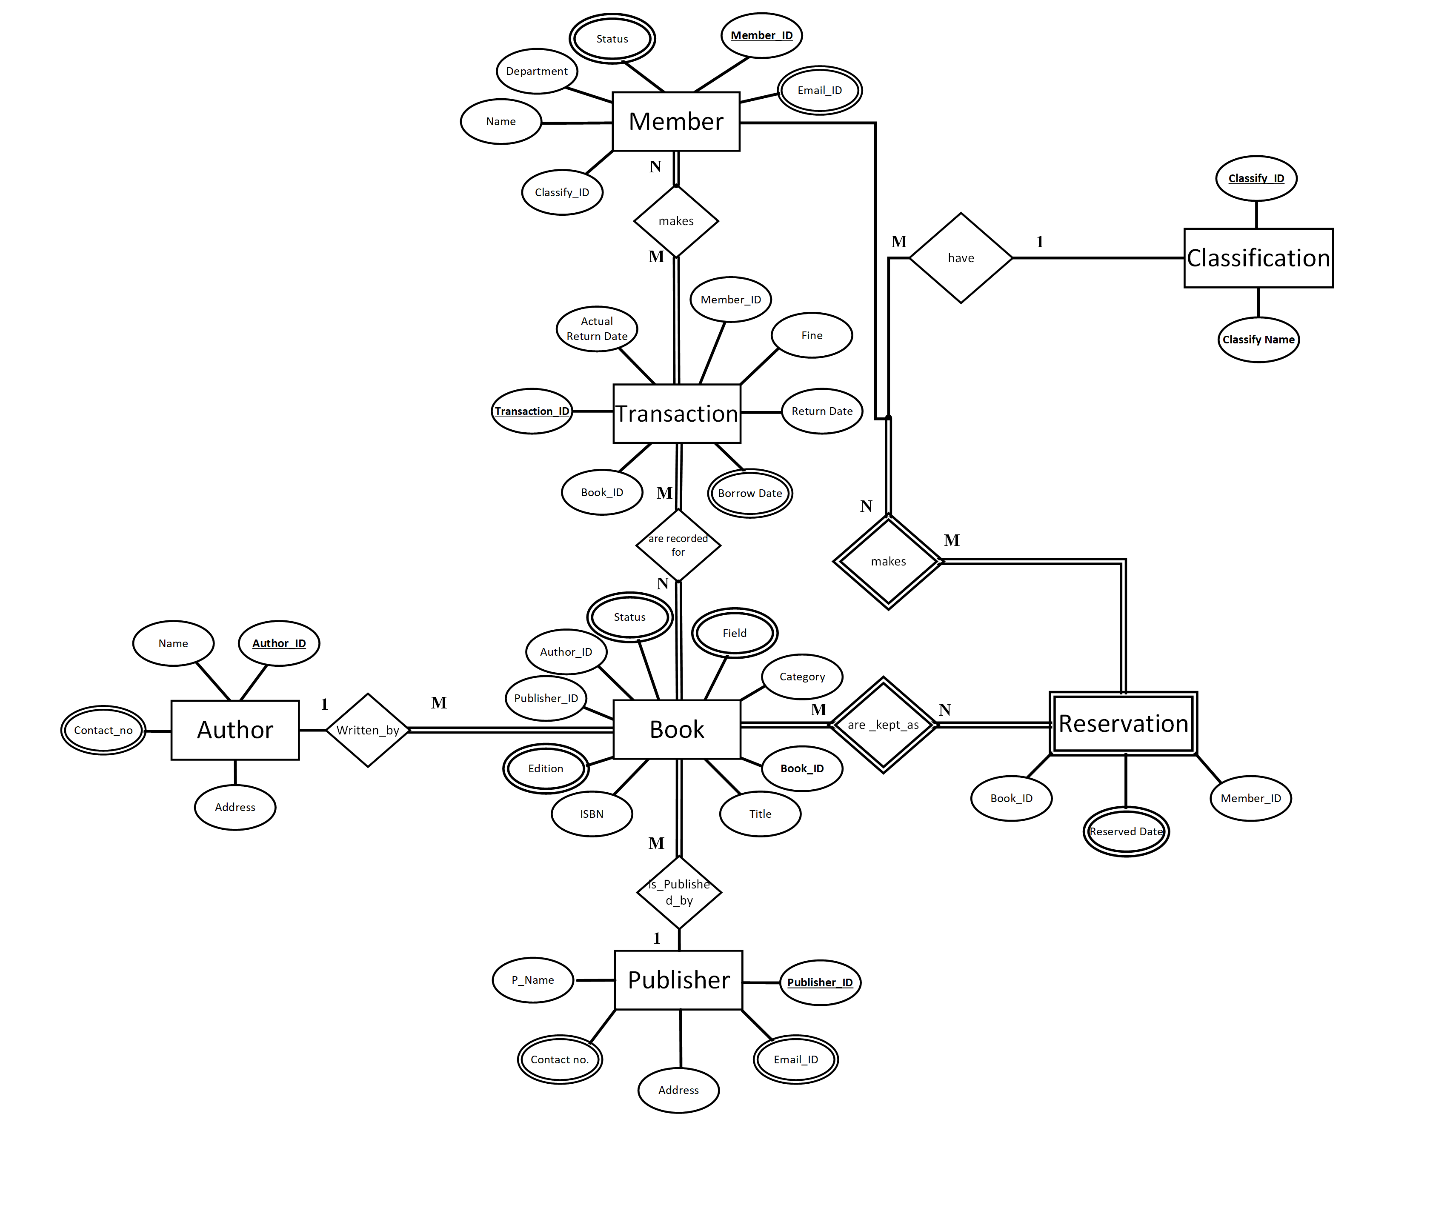 Status
Member_ID
Department
Email_ID
Name
Member
N
Classify_ID
Classify_ID
makes
M
M
have
1
Classification
Member_ID
Actual
Return Date
Fine
Classify Name
Transaction_ID
Transaction
Return Date
Book_ID
M
Borrow Date
N
are recorded
for
makes
M
N
Status
Field
Name
Author_ID
Author_ID
Category
Publisher_ID
1
M
M
N
Contact_no
Author
Written_by
Book
are _kept_as
Reservation
Edition
Book_ID
Address
ISBN
Title
Book_ID
Reserved Date
Member_ID
M
is_Publishe
d_by
1
P_Name
Publisher
Publisher_ID
Contact no.
Email_ID
Address